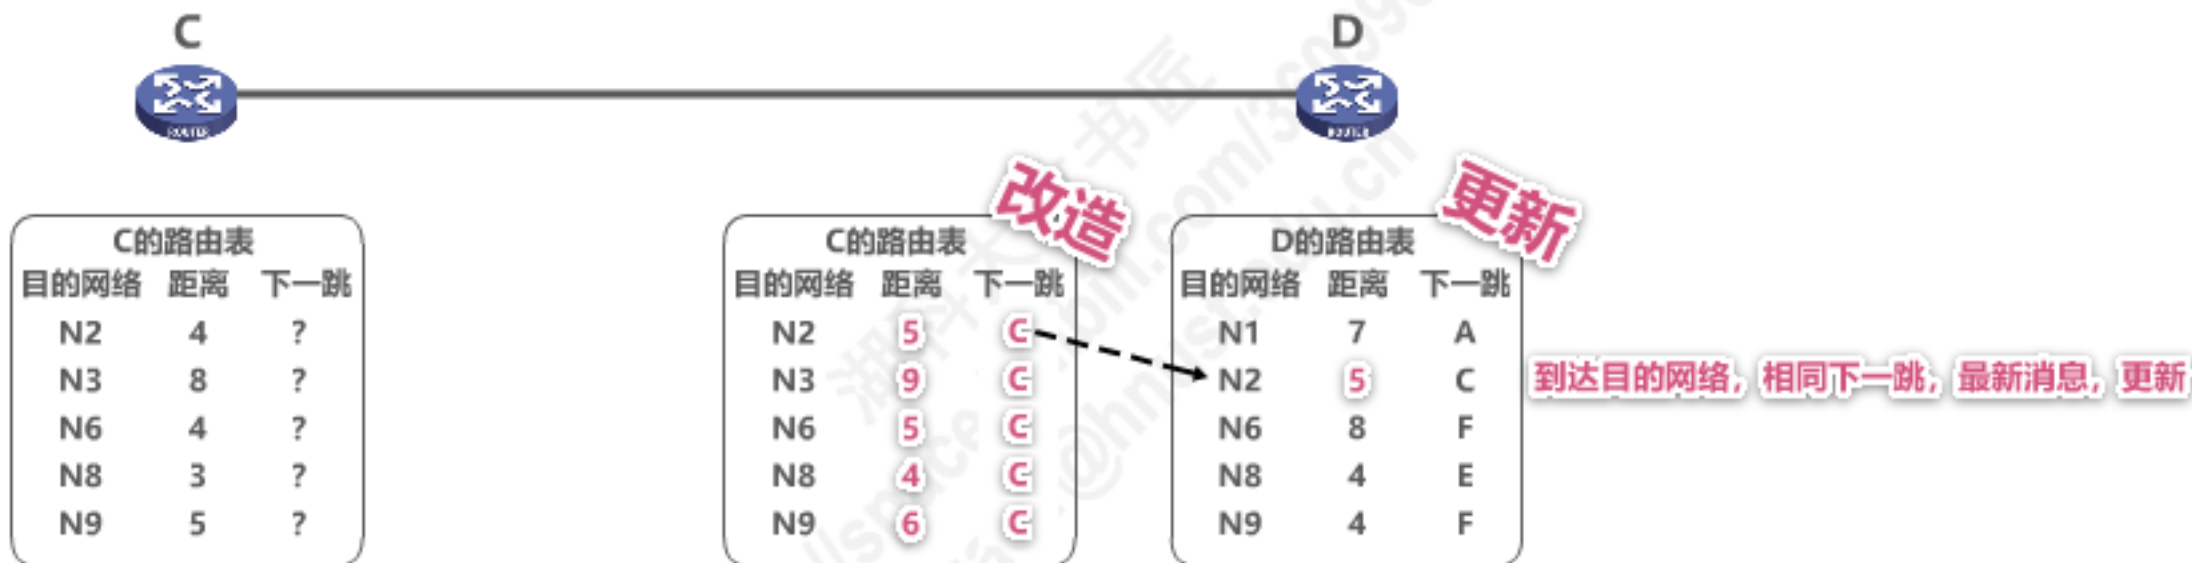 C
D
ROUTER
ROUTER
改造
更新
C的路由表
目的网络 距离 下一跳
N2 4 ?
N3 8 ?
N6 4 ?
N8 3 ?
N9 5 ?
C的路由表
目的网络 距离 下一跳
N2 5 C
N3 9 C
N6 5 C
N8 4 C
N9 6 C
D的路由表
目的网络 距离 下一跳
N1 7 A
N2 5 C
N6 8 F
N8 4 E
N9 4 F
到达目的网络，相同下一跳，最新消息，更新